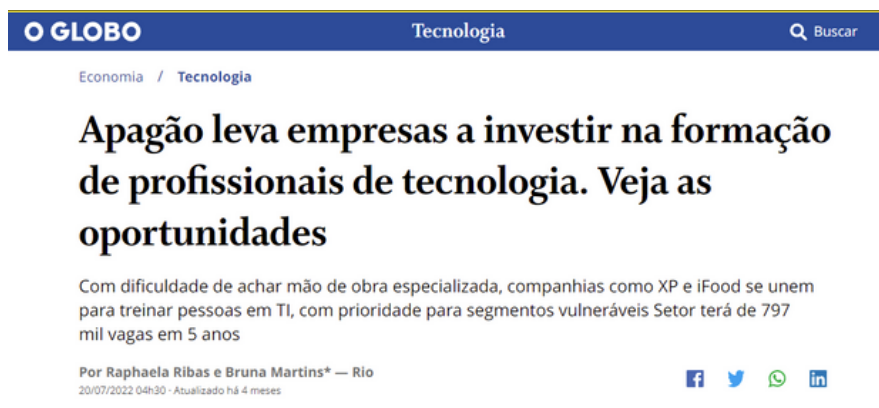 O GLOBO Tecnologia Buscar
Economia / Tecnologia
Apagão leva empresas a investir na formação
de profissionais de tecnologia. Veja as
oportunidades
Com dificuldade de achar mão de obra especializada, companhias como XP e iFood se unem
para treinar pessoas em TI, com prioridade para segmentos vulneráveis Setor terá de 797
mil vagas em 5 anos
Por Raphaela Ribas e Bruna Martins* — Rio
20/07/2022 04h30 · Atualizado há 4 meses